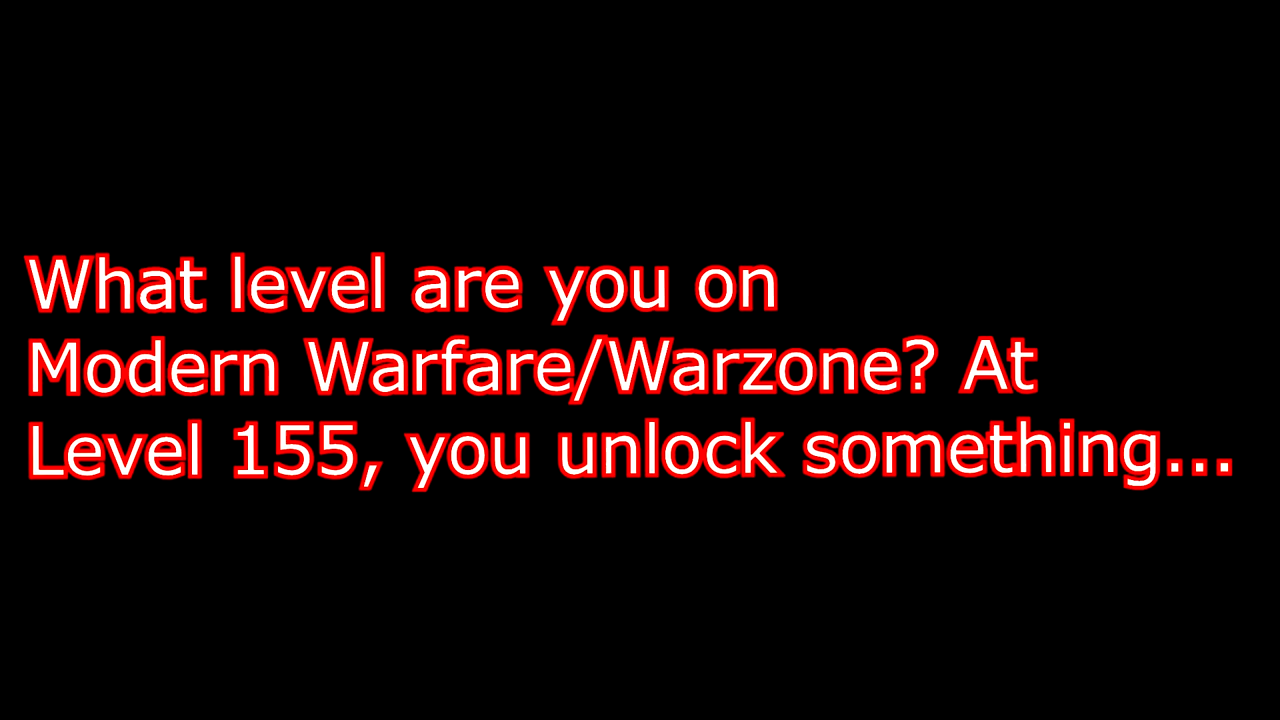 What level are you on
Modern Warfare/Warzone? At
Level 155, you unlock something...